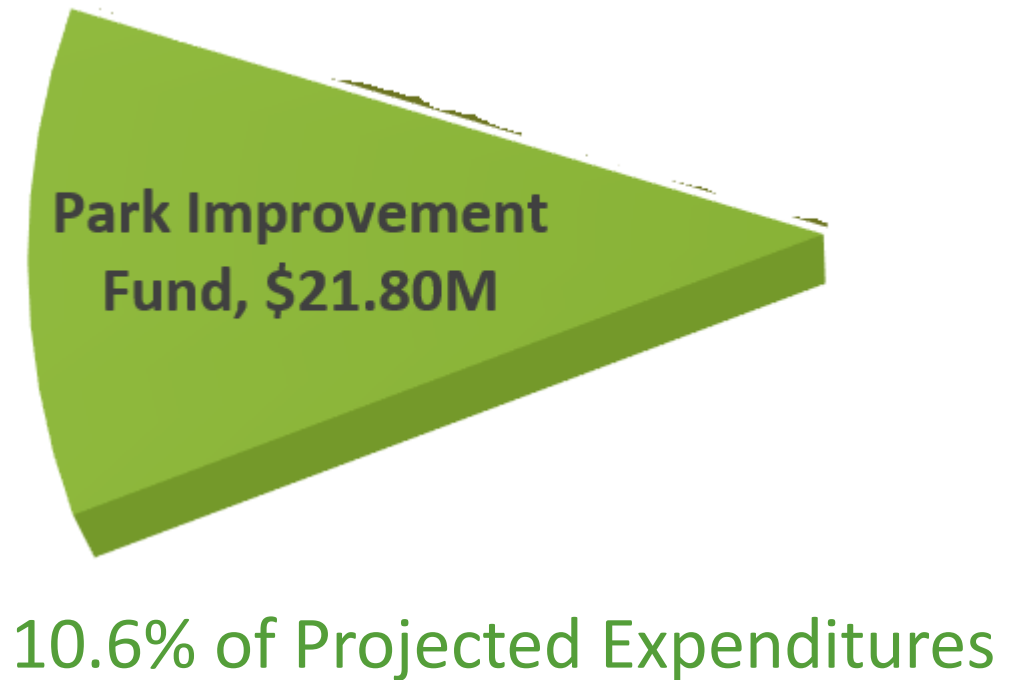 Park Improvement
Fund, $21.80M
10.6% of Projected Expenditures